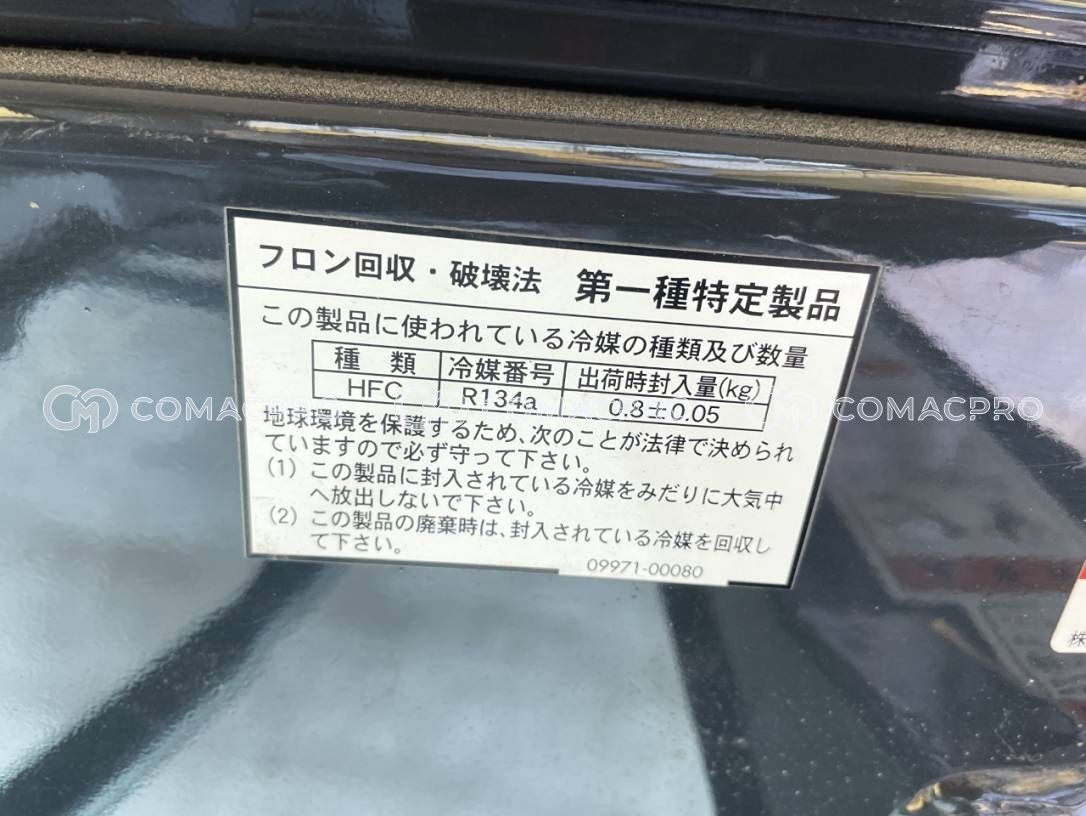 フロン回収・破壊法 第一種特定製品
この製品に使われている冷媒の種類及び数量
種 類 冷媒番号 出荷時封入量(kg)
HFC R134a 0.8±0.05
COMACPRO COMACPRO COMACPRO
地球環境を保護するため、次のことが法律で決められ
ていますので必ず守って下さい。
(1) この製品に封入されている冷媒をみだりに大気中
へ放出しないで下さい。
(2) この製品の廃棄時は、封入されている冷媒を回収し
て下さい。
09971-00080
株